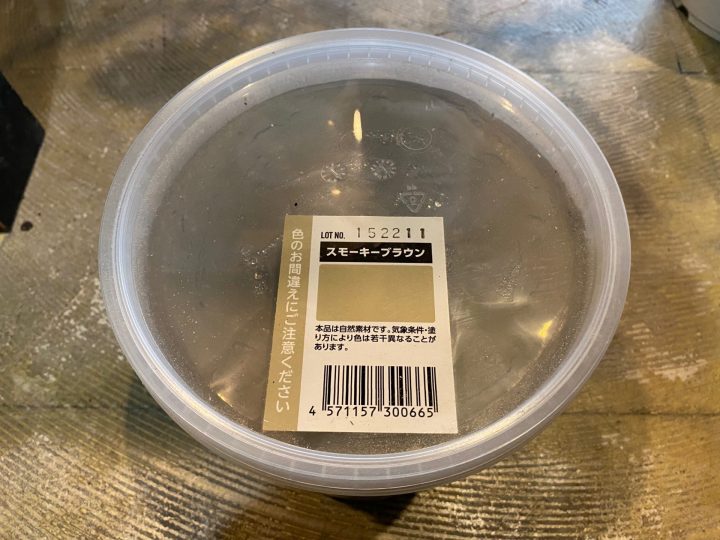 色のお間違えにご注意ください
LOT NO. 152211
スモーキーブラウン
本品は自然素材です。気象条件・塗
り方により色は若干異なることが
あります。
4 571157 300665